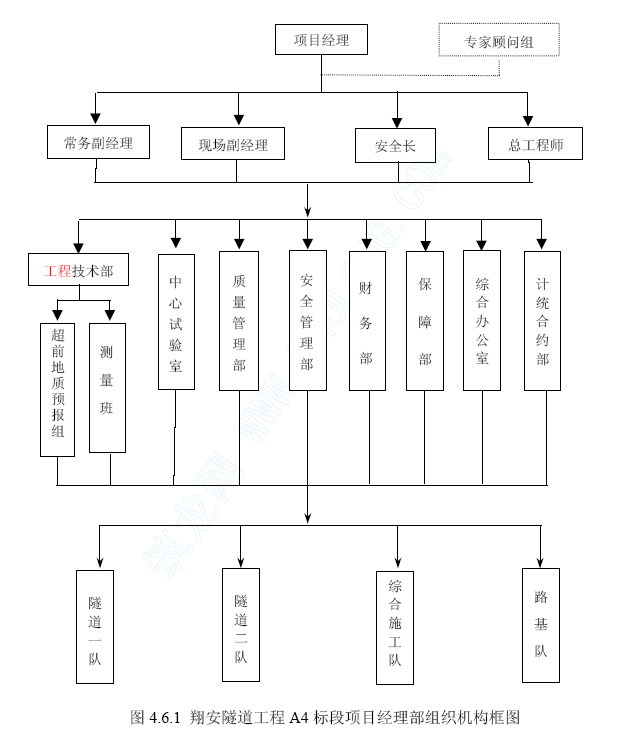 项目经理
专家顾问组
常务副经理
现场副经理
安全长
总工程师
工程技术部
中心试验室
质量管理部
安全管理部
财务部
保障部
综合办公室
计统合约部
超前地质预报组
测量班
隧道一队
隧道二队
综合施工队
路基队
图 4.6.1 翔安隧道工程 A4 标段项目经理部组织机构框图